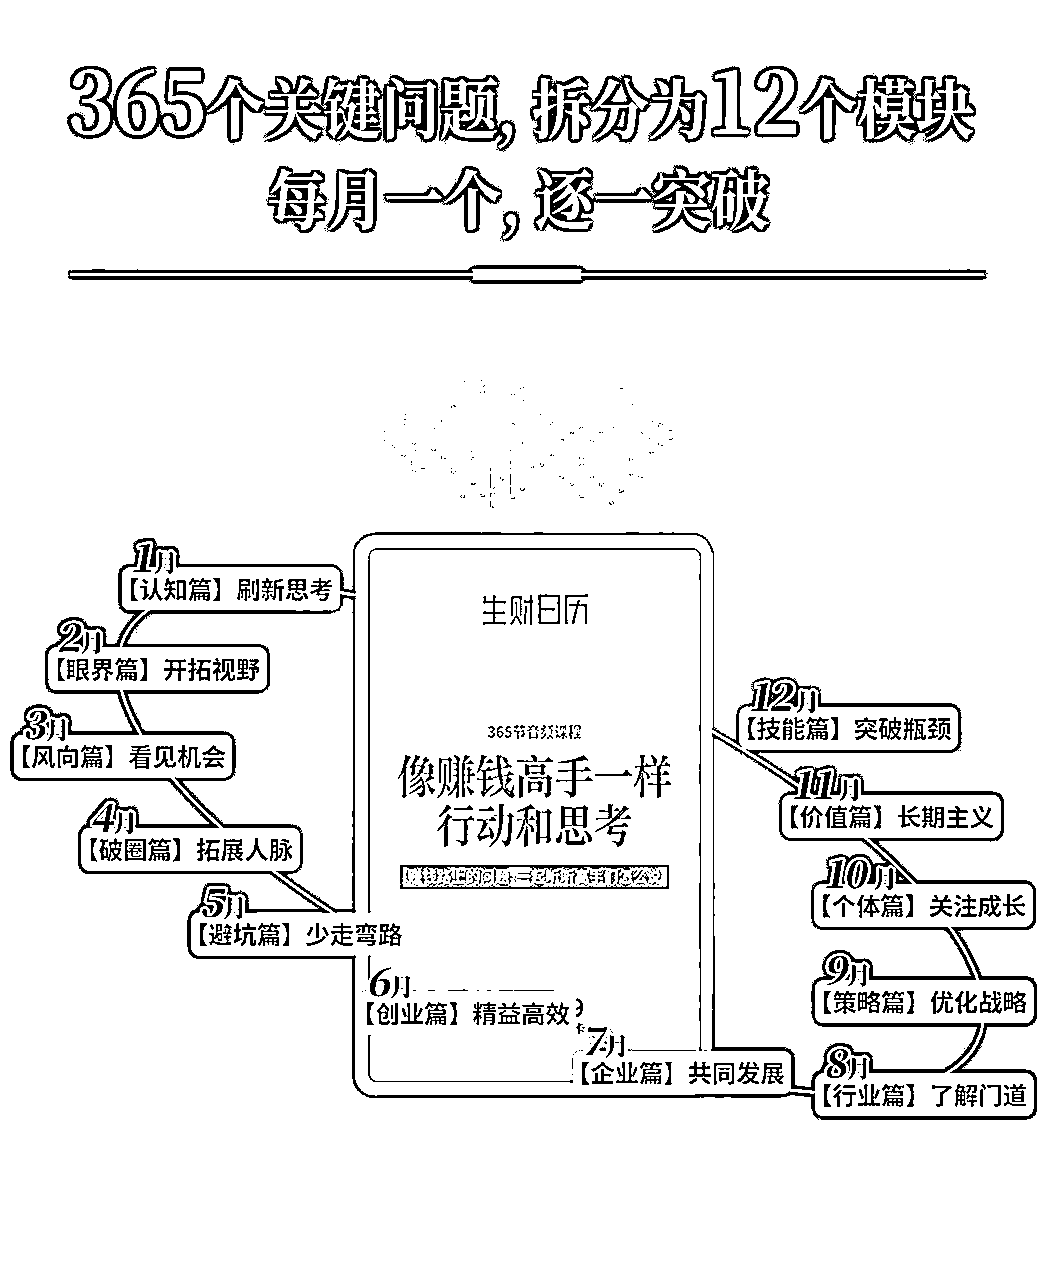 365个关键问题, 拆分为12个模块
每月一个, 逐一突破
生财日历
365节音频课程
像赚钱高手一样
行动和思考
1月
【认知篇】刷新思考
2月
【眼界篇】开拓视野
3月
【风向篇】看见机会
4月
【破圈篇】拓展人脉
5月
【避坑篇】少走弯路
6月
【创业篇】精益高效
7月
【企业篇】共同发展
8月
【行业篇】了解门道
9月
【策略篇】优化战略
10月
【个体篇】关注成长
11月
【价值篇】长期主义
12月
【技能篇】突破瓶颈